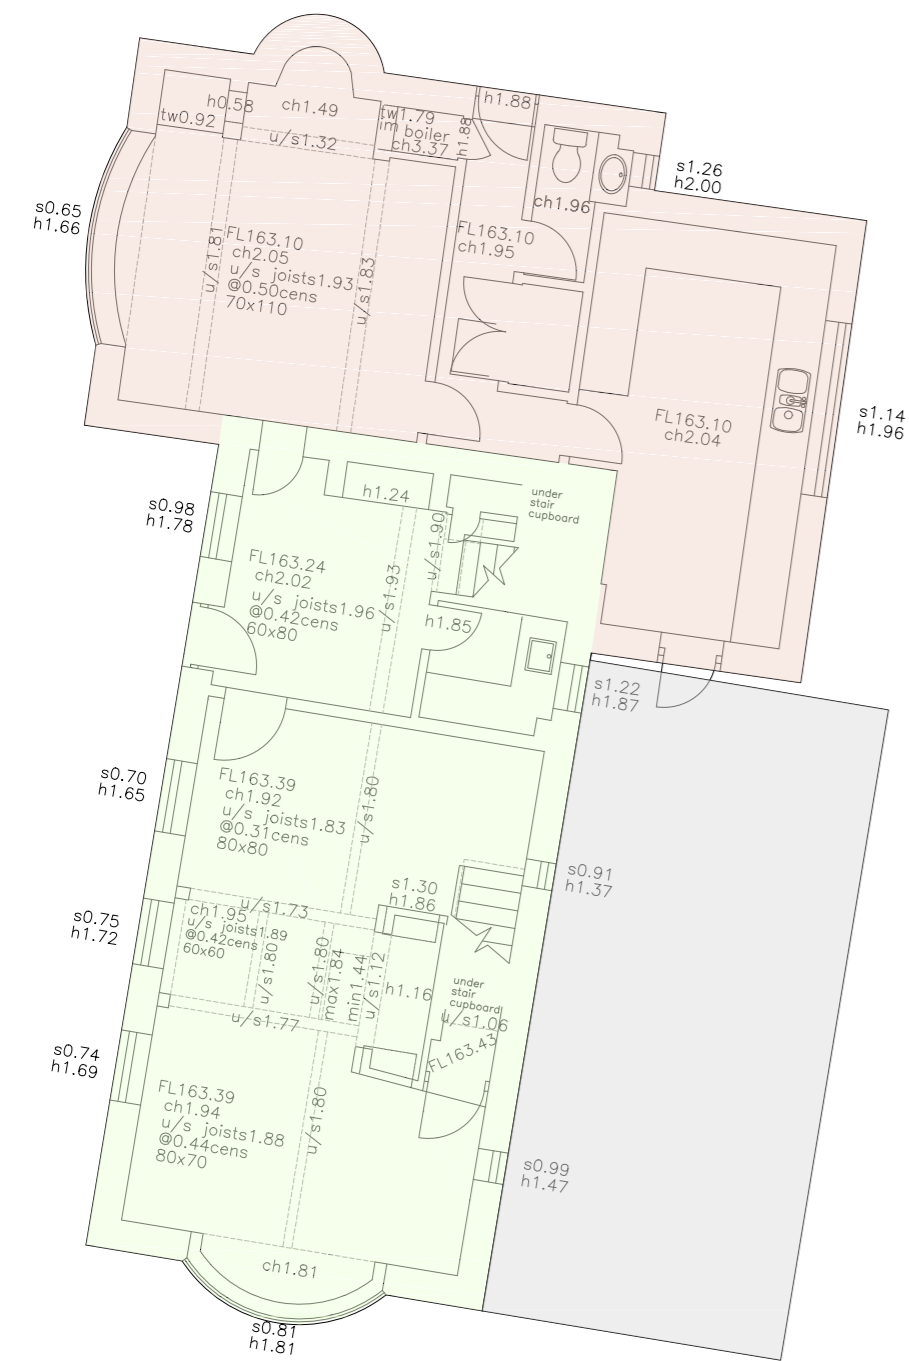 h1.88
h0.58
tw0.92
ch1.49
u/s1.32
tw1.79
im boiler
ch3.37
h1.88
s1.26
h2.00
ch1.96
s0.65
h1.66
u/s1.81
FL163.10
ch2.05
u/s joists1.93
@0.50cens
70x110
u/s1.83
FL163.10
ch1.95
FL163.10
ch2.04
s1.14
h1.96
s0.98
h1.78
h1.24
under
stair
cupboard
u/s1.90
FL163.24
ch2.02
u/s joists1.96
@0.42cens
60x80
u/s1.93
h1.85
s1.22
h1.87
s0.70
h1.65
FL163.39
ch1.92
u/s joists1.83
@0.31cens
80x80
u/s1.80
s0.91
h1.37
s1.30
h1.86
s0.75
h1.72
u/s1.73
ch1.95
u/s joists1.89
@0.42cens
60x60
u/s1.80
u/s1.80
max1.84
min1.44
u/s1.12
h1.16
under
stair
cupboard
u/s1.06
FL163.43
u/s1.77
s0.74
h1.69
FL163.39
ch1.94
u/s joists1.88
@0.44cens
80x70
u/s1.80
s0.99
h1.47
ch1.81
s0.81
h1.81